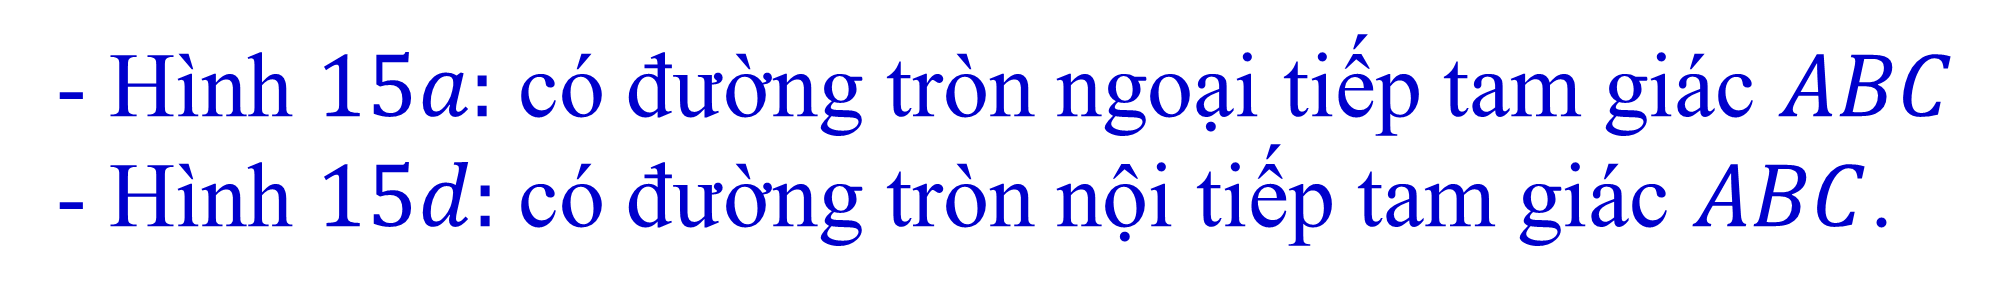 - Hình 15a: có đường tròn ngoại tiếp tam giác ABC
- Hình 15d: có đường tròn nội tiếp tam giác ABC.